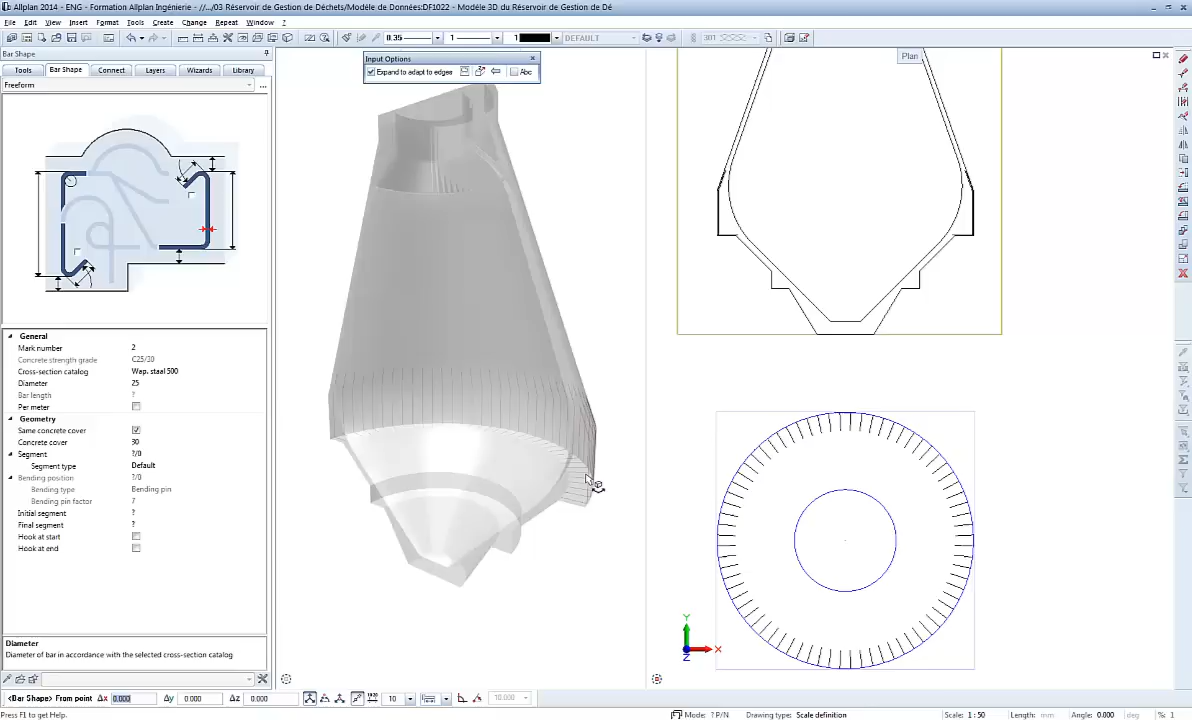 Allplan 2014 - ENG - Formation Allplan Ingénierie - //.../03 Réservoir de Gestion de Déchets/Modèle de Données:DF1022 - Modèle 3D du Réservoir de Gestion de Dé
File Edit View Insert Format Tools Create Change Repeat Window ?
0.35 1 1 DEFAULT 301
Bar Shape
Tools Bar Shape Connect Layers Wizards Library
Freeform ...
Input Options
Expand to adapt to edges Abc
Plan
General
Mark number 2
Concrete strength grade C25/30
Cross-section catalog Wap. staal 500
Diameter 25
Bar length ?
Per meter
Geometry
Same concrete cover
Concrete cover 30
Segment ?/0
Segment type Default
Bending position ?/0
Bending type Bending pin
Bending pin factor 7
Initial segment ?
Final segment ?
Hook at start
Hook at end
Y
X
Z
Diameter
Diameter of bar in accordance with the selected cross-section catalog
<Bar Shape> From point Δx 0.000 Δy 0.000 Δz 0.000 10 10.000
Press F1 to get Help. Mode: ? P/N Drawing type: Scale definition Scale: 1 : 50 Length: mm Angle: 0.000 deg %: 1